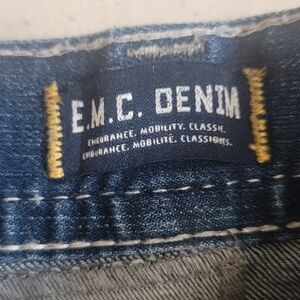 E.M.C. DENIM
ENDURANCE. MOBILITY. CLASSIC.
ENDURANCE. MOBILITÉ. CLASSIQUES.